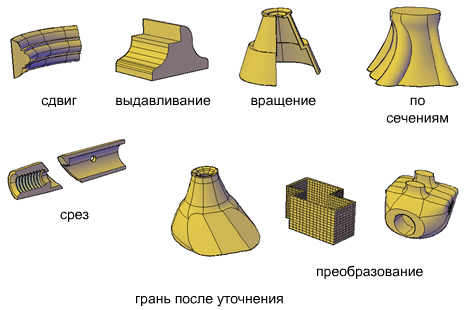 сдвиг
выдавливание
вращение
по
сечениям
срез
преобразование
грань после уточнения